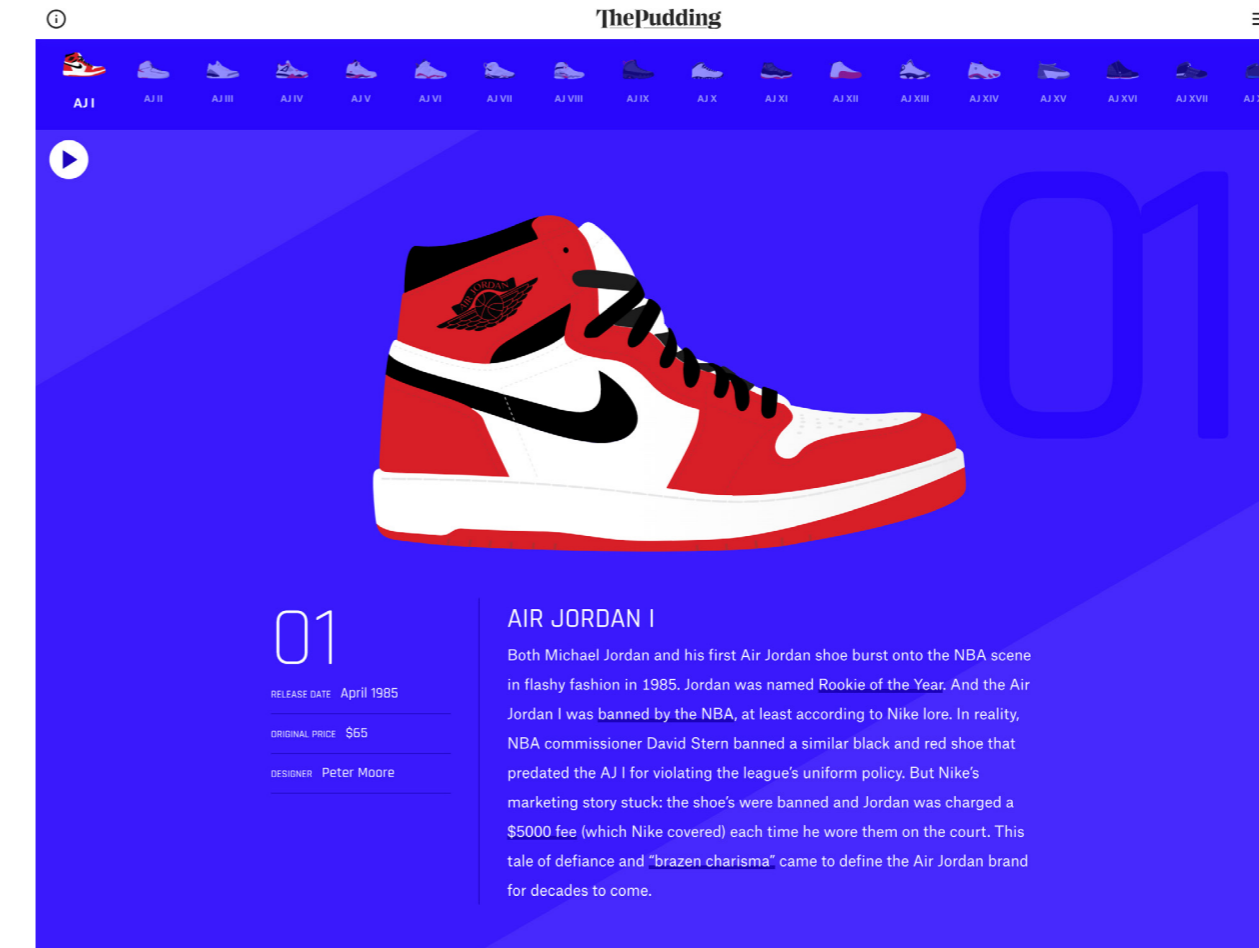 ThePudding
AJ I
AJ II
AJ III
AJ IV
AJ V
AJ VI
AJ VII
AJ VIII
AJ IX
AJ X
AJ XI
AJ XII
AJ XIII
AJ XIV
AJ XV
AJ XVI
AJ XVII
01
AIR JORDAN
01
RELEASE DATE April 1985
ORIGINAL PRICE $65
DESIGNER Peter Moore
AIR JORDAN I
Both Michael Jordan and his first Air Jordan shoe burst onto the NBA scene
in flashy fashion in 1985. Jordan was named Rookie of the Year. And the Air
Jordan I was banned by the NBA, at least according to Nike lore. In reality,
NBA commissioner David Stern banned a similar black and red shoe that
predated the AJ I for violating the league’s uniform policy. But Nike’s
marketing story stuck: the shoe’s were banned and Jordan was charged a
$5000 fee (which Nike covered) each time he wore them on the court. This
tale of defiance and “brazen charisma” came to define the Air Jordan brand
for decades to come.